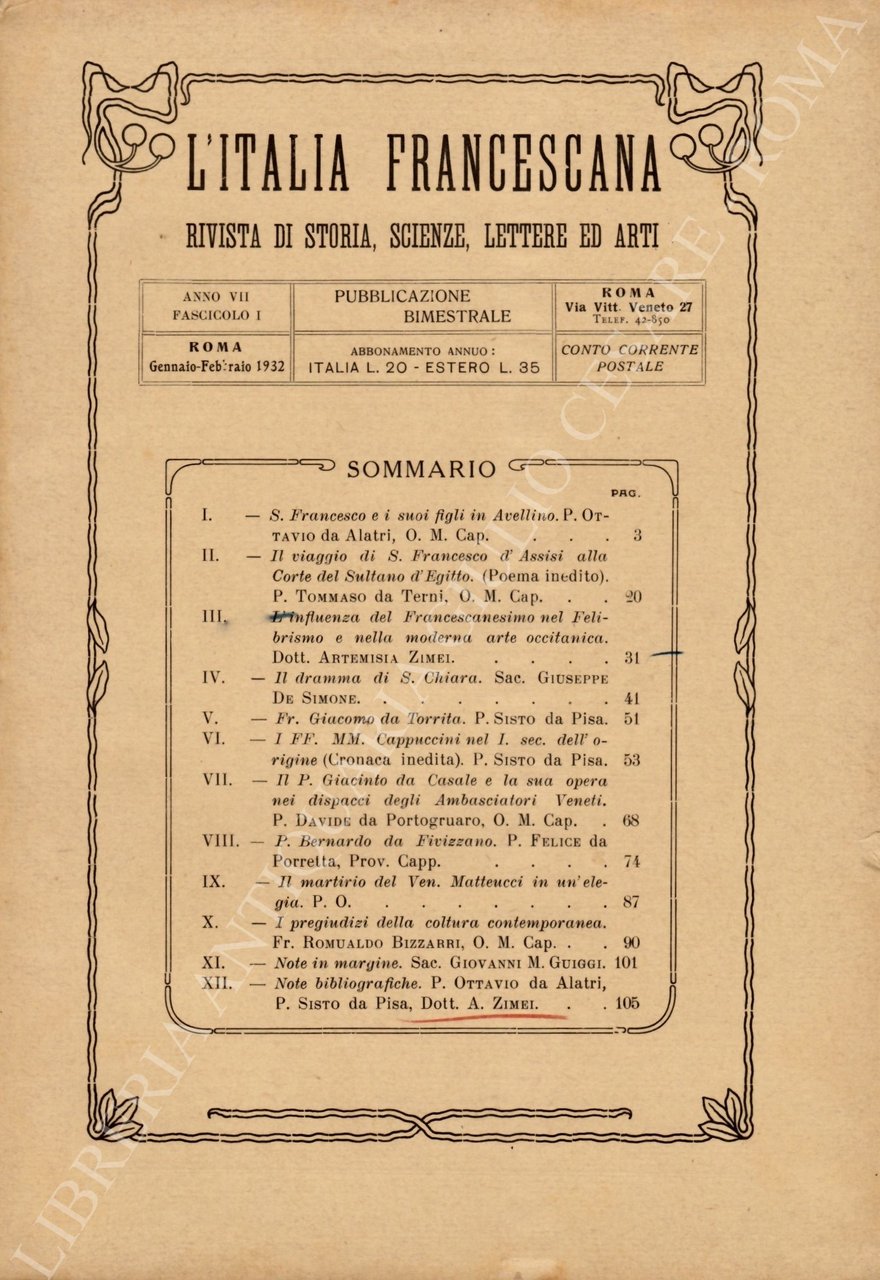 L'ITALIA FRANCESCANA
RIVISTA DI STORIA, SCIENZE, LETTERE ED ARTI
ANNO VII
FASCICOLO I
PUBBLICAZIONE
BIMESTRALE
ROMA
Via Vitt. Veneto 27
TELEF. 42-850
ROMA
Gennaio-Febbraio 1932
ABBONAMENTO ANNUO:
ITALIA L. 20 - ESTERO L. 35
CONTO CORRENTE
POSTALE
SOMMARIO
PAG.
I. — S. Francesco e i suoi figli in Avellino. P. OT-
TAVIO da Alatri, O. M. Cap. . . . 3
II. — Il viaggio di S. Francesco d'Assisi alla
Corte del Sultano d'Egitto. (Poema inedito).
P. TOMMASO da Terni, O. M. Cap. . . 20
III. L'influenza del Francescanesimo nel Feli-
brismo e nella moderna arte occitanica.
Dott. ARTEMISIA ZIMEI. . . . . 31
IV. — Il dramma di S. Chiara. Sac. GIUSEPPE
DE SIMONE. . . . . . . 41
V. — Fr. Giacomo da Torrita. P. SISTO da Pisa. 51
VI. — I FF. MM. Cappuccini nel I. sec. dell'o-
rigine (Cronaca inedita). P. SISTO da Pisa. 53
VII. — Il P. Giacinto da Casale e la sua opera
nei dispacci degli Ambasciatori Veneti.
P. DAVIDE da Portogruaro, O. M. Cap. . 68
VIII. — P. Bernardo da Fivizzano. P. FELICE da
Porretta, Prov. Capp. . . . . 74
IX. — Il martirio del Ven. Matteucci in un'ele-
gia. P. O. . . . . . . . 87
X. — I pregiudizi della coltura contemporanea.
Fr. ROMUALDO BIZZARRI, O. M. Cap. . . 90
XI. — Note in margine. Sac. GIOVANNI M. GUIGGI. 101
XII. — Note bibliografiche. P. OTTAVIO da Alatri,
P. SISTO da Pisa, Dott. A. ZIMEI. . . 105
LIBRERIA ANTIQUARIA GIULIO CESARE ROMA